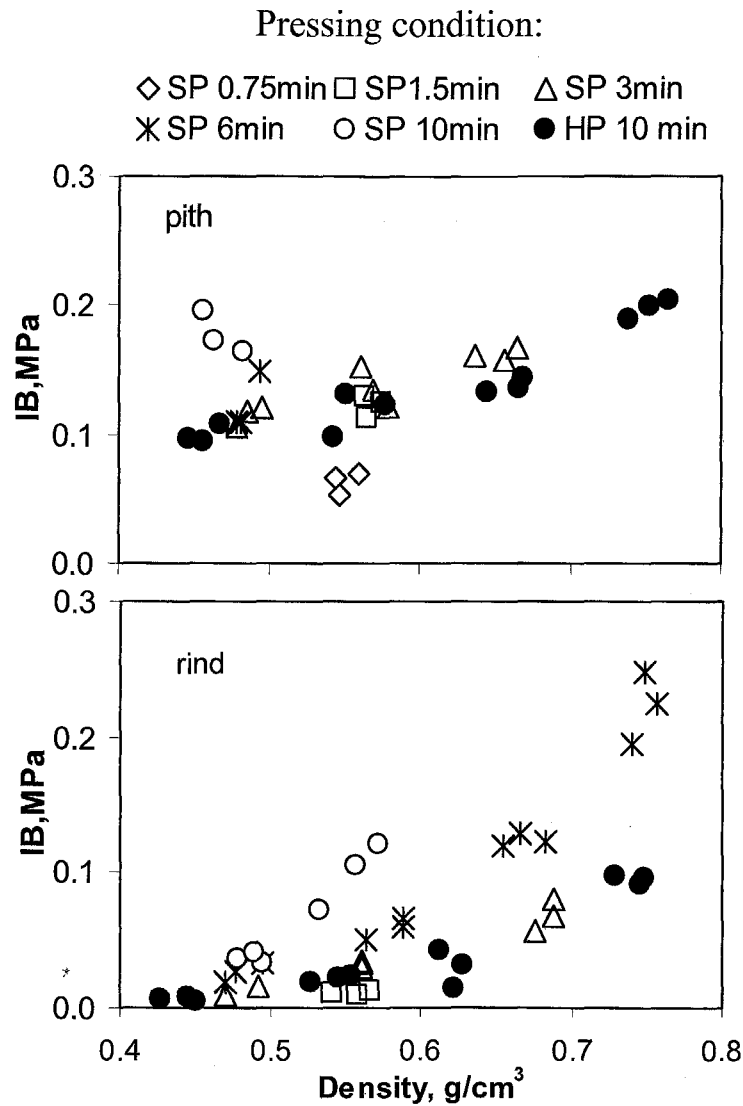 Pressing condition:
◇ SP 0.75min □ SP1.5min △ SP 3min
✳ SP 6min ○ SP 10min ● HP 10 min
0.3
pith
0.2
IB,MPa
0.1
0.0
0.3
rind
0.2
IB,MPa
0.1
0.0
0.4 0.5 0.6 0.7 0.8
Density, g/cm³